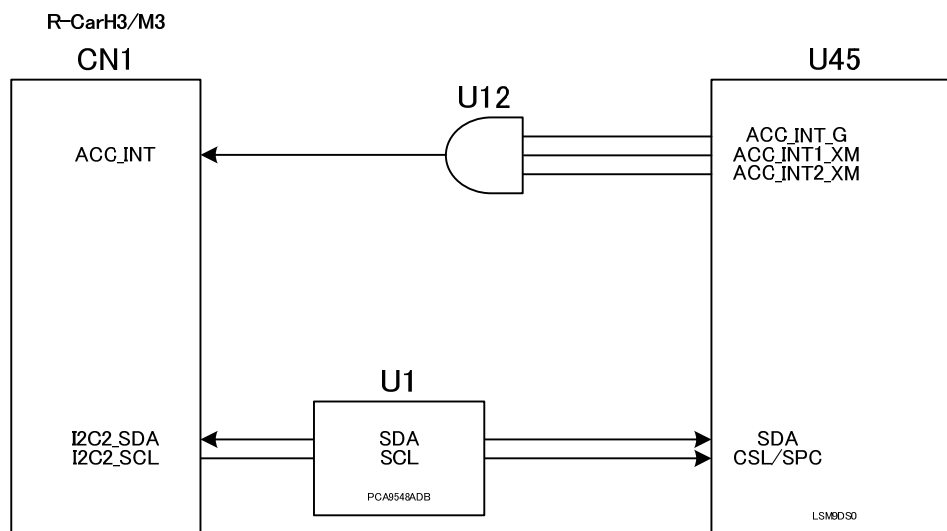 R-CarH3/M3
CN1
U45
U12
ACC_INT
ACC_INT_G
ACC_INT1_XM
ACC_INT2_XM
U1
I2C2_SDA
I2C2_SCL
SDA
SCL
PCA9548ADB
SDA
CSL/SPC
LSM9DS0